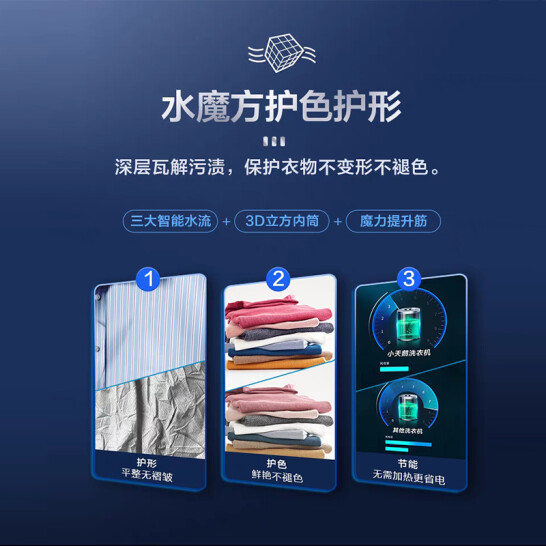 水魔方护色护形
深层瓦解污渍，保护衣物不变形不褪色。
三大智能水流 + 3D立方内筒 + 魔力提升筋
1
护形
平整无褶皱
2
护色
鲜艳不褪色
3
小天鹅洗衣机
其他洗衣机
节能
无需加热更省电